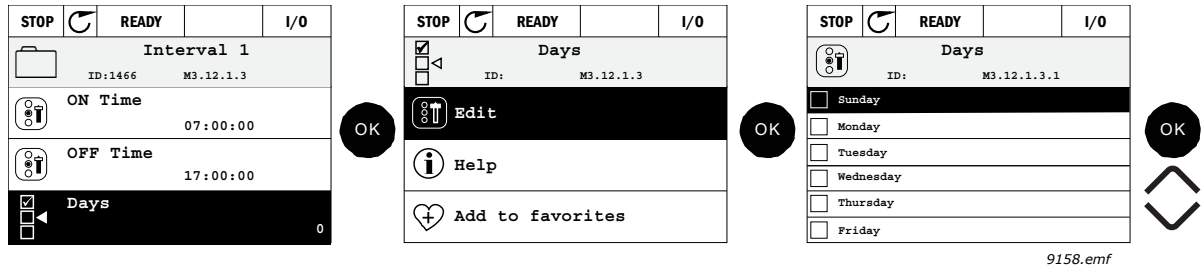 STOP READY I/O
Interval 1
ID:1466 M3.12.1.3
ON Time
07:00:00
OFF Time
17:00:00
Days
0
OK
STOP READY I/O
Days
ID: M3.12.1.3
Edit
Help
Add to favorites
OK
STOP READY I/O
Days
ID: M3.12.1.3.1
Sunday
Monday
Tuesday
Wednesday
Thursday
Friday
OK
9158.emf